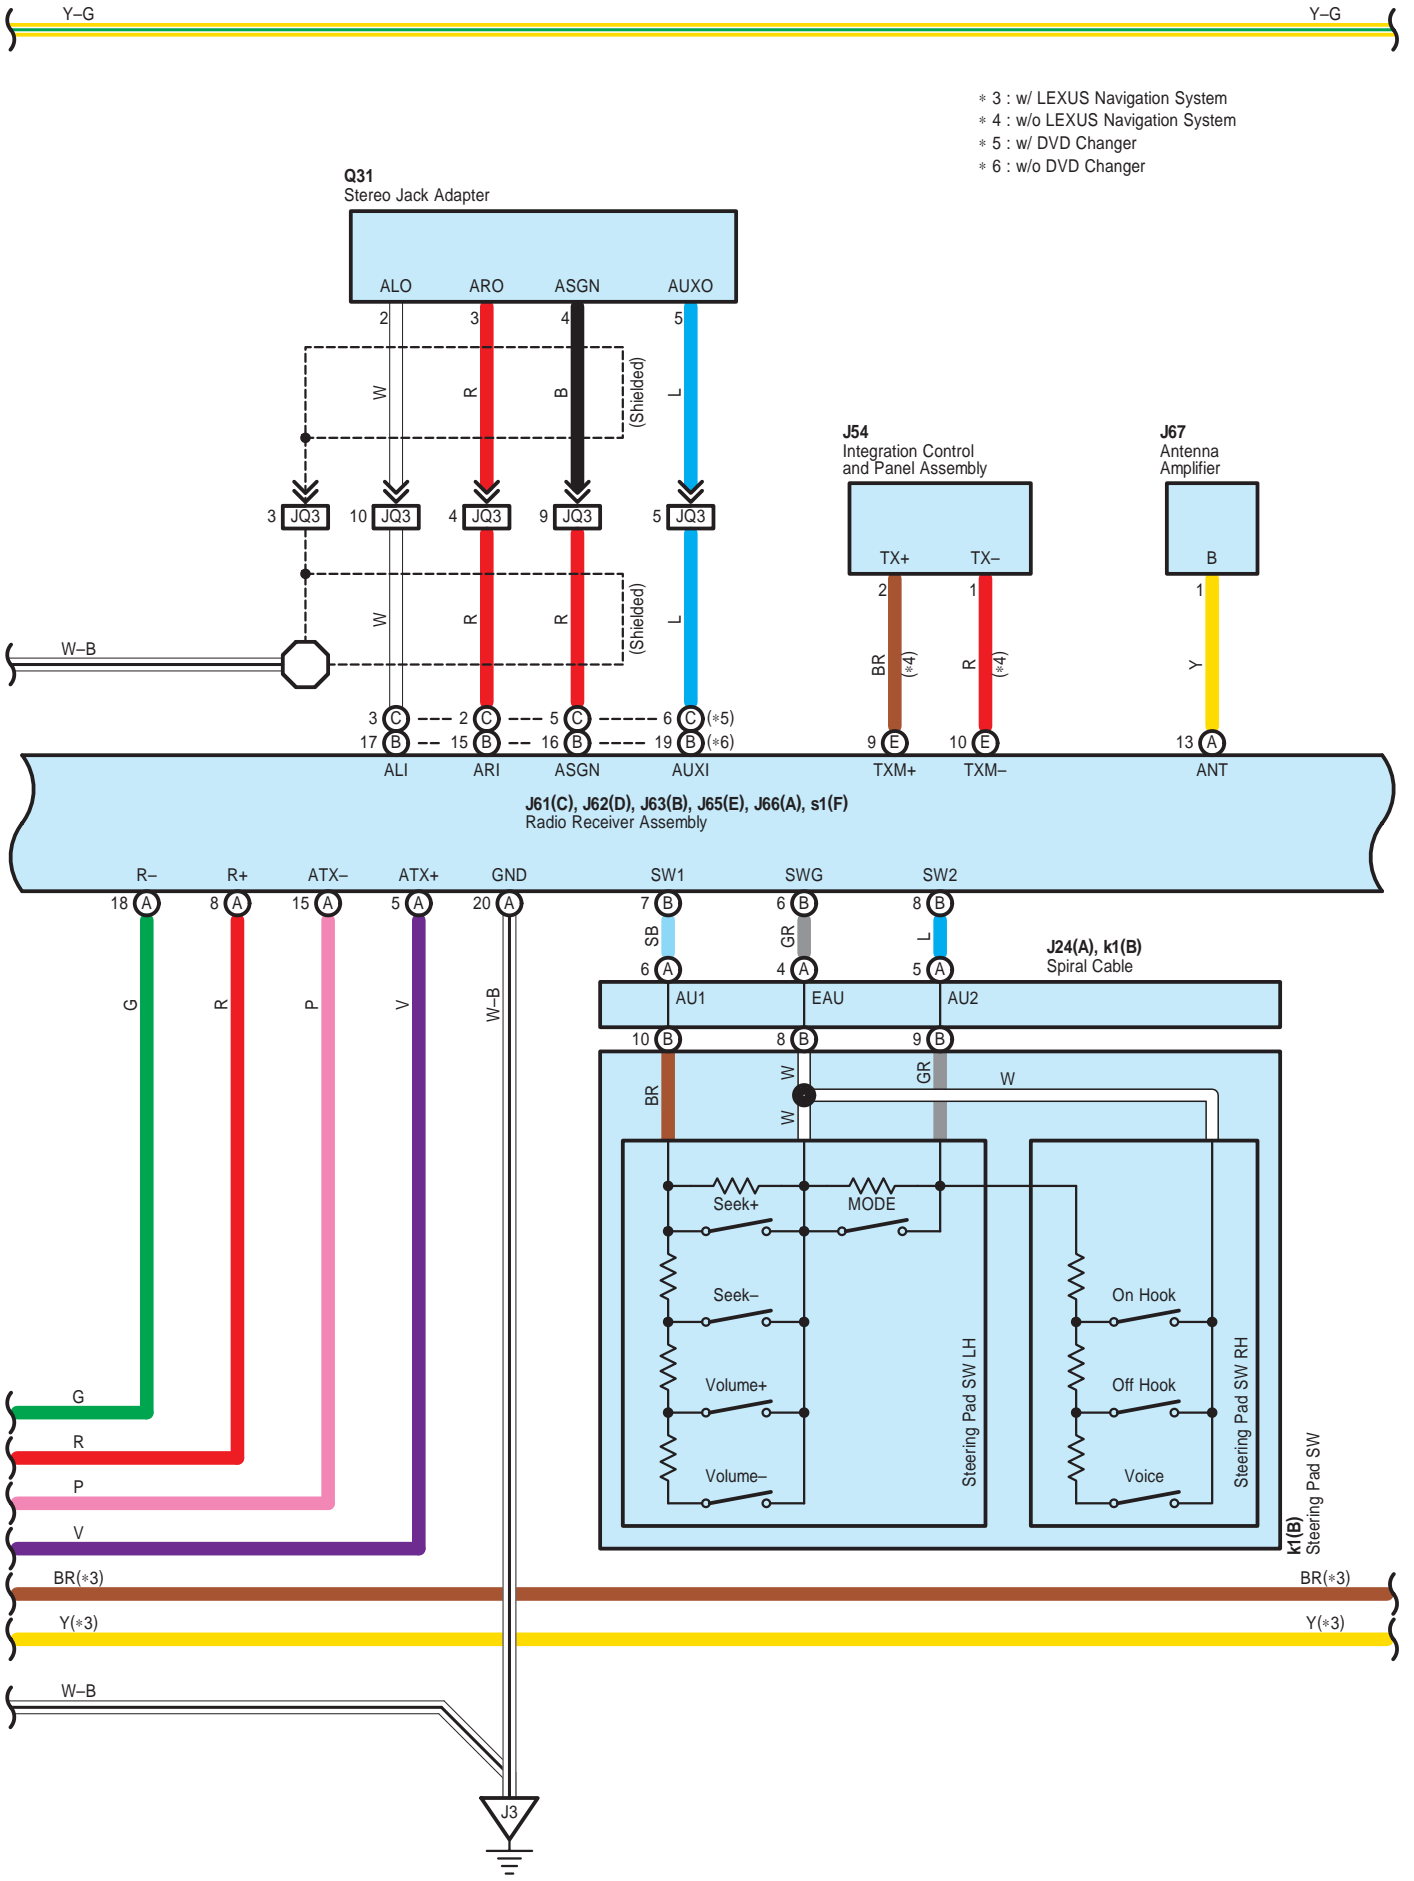 Y–G Y–G
∗ 3 : w/ LEXUS Navigation System
∗ 4 : w/o LEXUS Navigation System
∗ 5 : w/ DVD Changer
∗ 6 : w/o DVD Changer
Q31
Stereo Jack Adapter
ALO ARO ASGN AUXO
2 3 4 5
W R B L (Shielded)
J54
Integration Control
and Panel Assembly
J67
Antenna
Amplifier
3 JQ3 10 JQ3 4 JQ3 9 JQ3 5 JQ3
TX+ TX– B
2 1 1
W R R L (Shielded)
W–B
BR (∗4) R (∗4) Y
3 C 2 C 5 C 6 C (∗5)
17 B 15 B 16 B 19 B (∗6) 9 E 10 E 13 A
ALI ARI ASGN AUXI TXM+ TXM– ANT
J61(C), J62(D), J63(B), J65(E), J66(A), s1(F)
Radio Receiver Assembly
R– R+ ATX– ATX+ GND SW1 SWG SW2
18 A 8 A 15 A 5 A 20 A 7 B 6 B 8 B
SB GR L
J24(A), k1(B)
Spiral Cable
6 A 4 A 5 A
G R P V W–B
AU1 EAU AU2
10 B 8 B 9 B
BR W GR W
W
Seek+ MODE
Seek– On Hook
Volume+ Off Hook
Volume– Voice
Steering Pad SW LH
Steering Pad SW RH
k1(B)
Steering Pad SW
G
R
P
V
BR(∗3) BR(∗3)
Y(∗3) Y(∗3)
W–B
J3